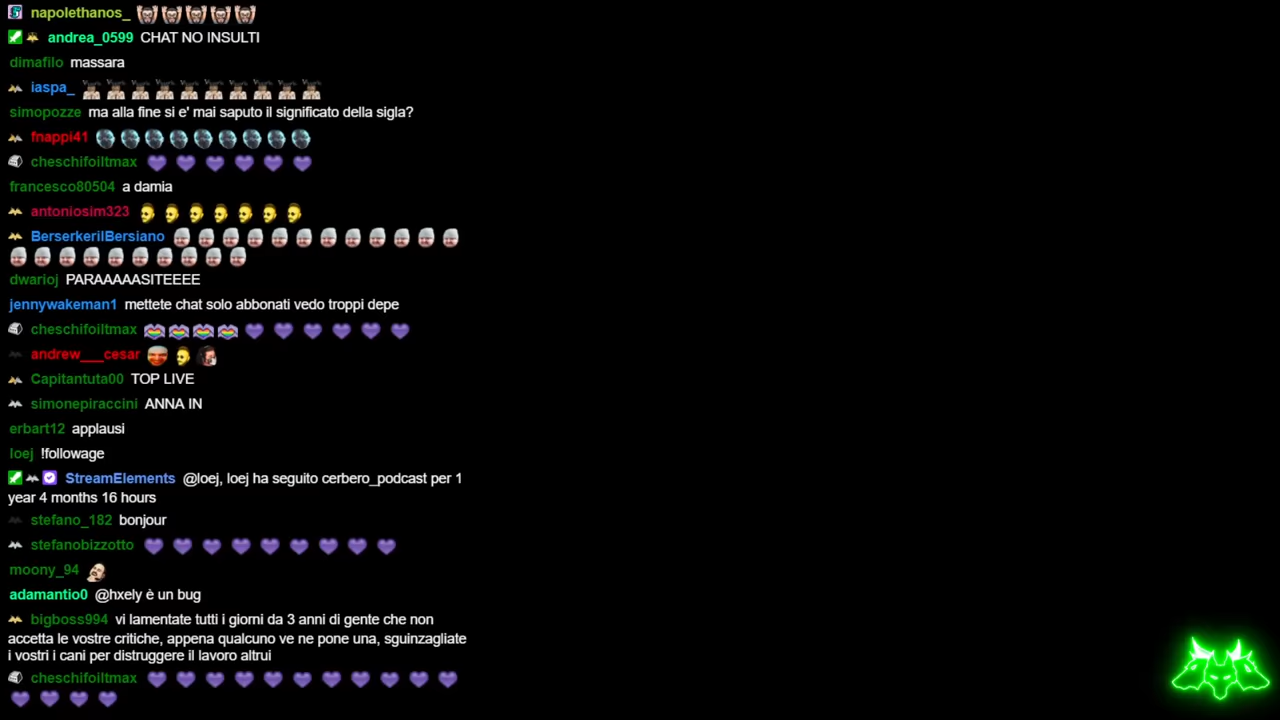 napolethanos_
andrea_0599 CHAT NO INSULTI
dimafilo massara
iaspa_
simopozze ma alla fine si e' mai saputo il significato della sigla?
fnappi41
cheschifoiltmax
francesco80504 a damia
antoniosim323
BerserkerilBersiano
dwarioj PARAAAAASITEEEE
jennywakeman1 mettete chat solo abbonati vedo troppi depe
cheschifoiltmax
andrew___cesar
Capitantuta00 TOP LIVE
simonepiraccini ANNA IN
erbart12 applausi
loej !followage
StreamElements @loej, loej ha seguito cerbero_podcast per 1
year 4 months 16 hours
stefano_182 bonjour
stefanobizzotto
moony_94
adamantio0 @hxely è un bug
bigboss994 vi lamentate tutti i giorni da 3 anni di gente che non
accetta le vostre critiche, appena qualcuno ve ne pone una, sguinzagliate
i vostri i cani per distruggere il lavoro altrui
cheschifoiltmax